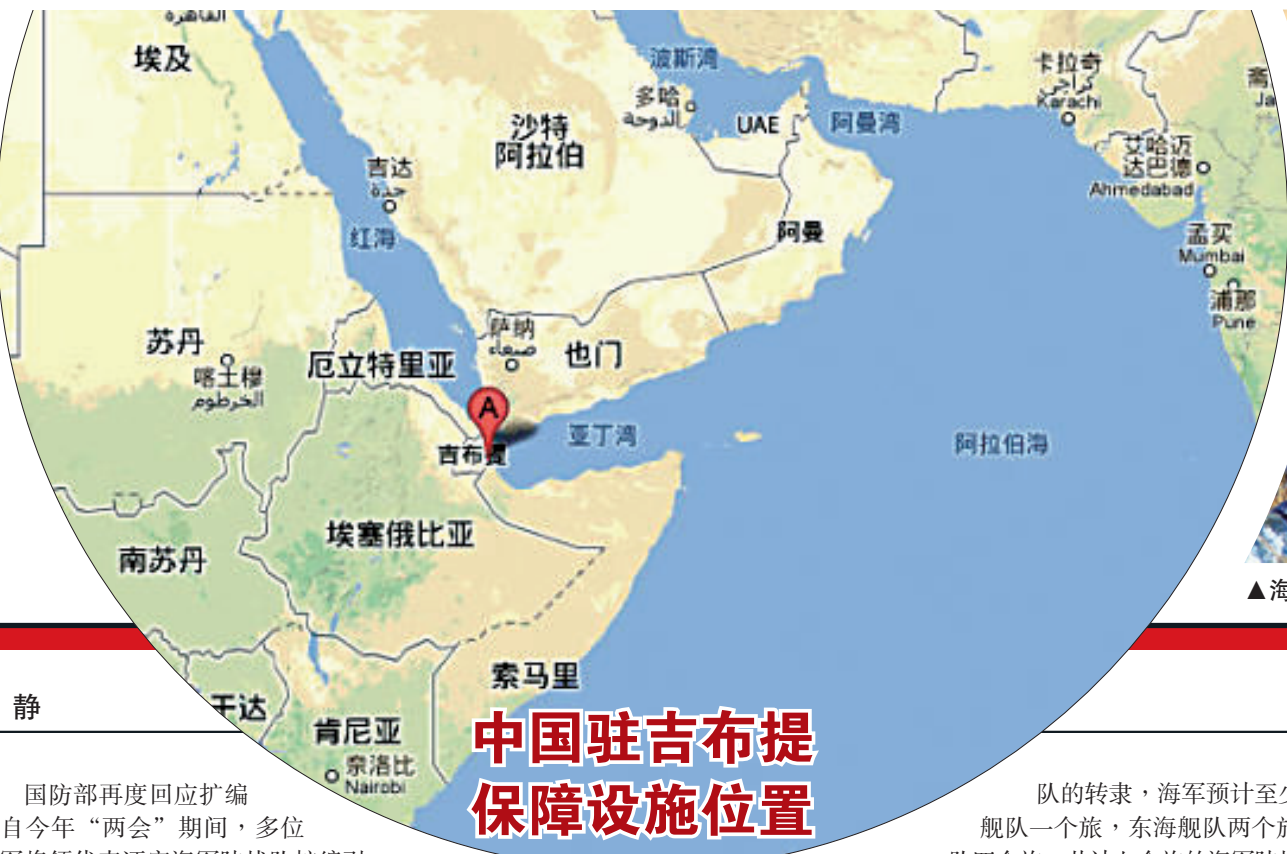 القاهرة
埃及
波斯湾
卡拉奇
كراچی
Karachi
斋
Ja
多哈
الدوحة
UAE
阿曼湾
沙特
阿拉伯
艾哈迈
达巴德
Ahmedabad
吉达
جدة
红海
阿曼
孟买
Mumbai
浦那
Pune
苏丹
喀土穆
الخرطوم
厄立特里亚
萨纳
صنعاء
也门
A
吉布提
亚丁湾
阿拉伯海
埃塞俄比亚
南苏丹
▲海
索马里
静
干达
肯尼亚
奈洛比
Nairobi
中国驻吉布提
保障设施位置
国防部再度回应扩编
自今年“两会”期间，多位
队的转隶，海军预计至少
舰队一个旅，东海舰队两个旅